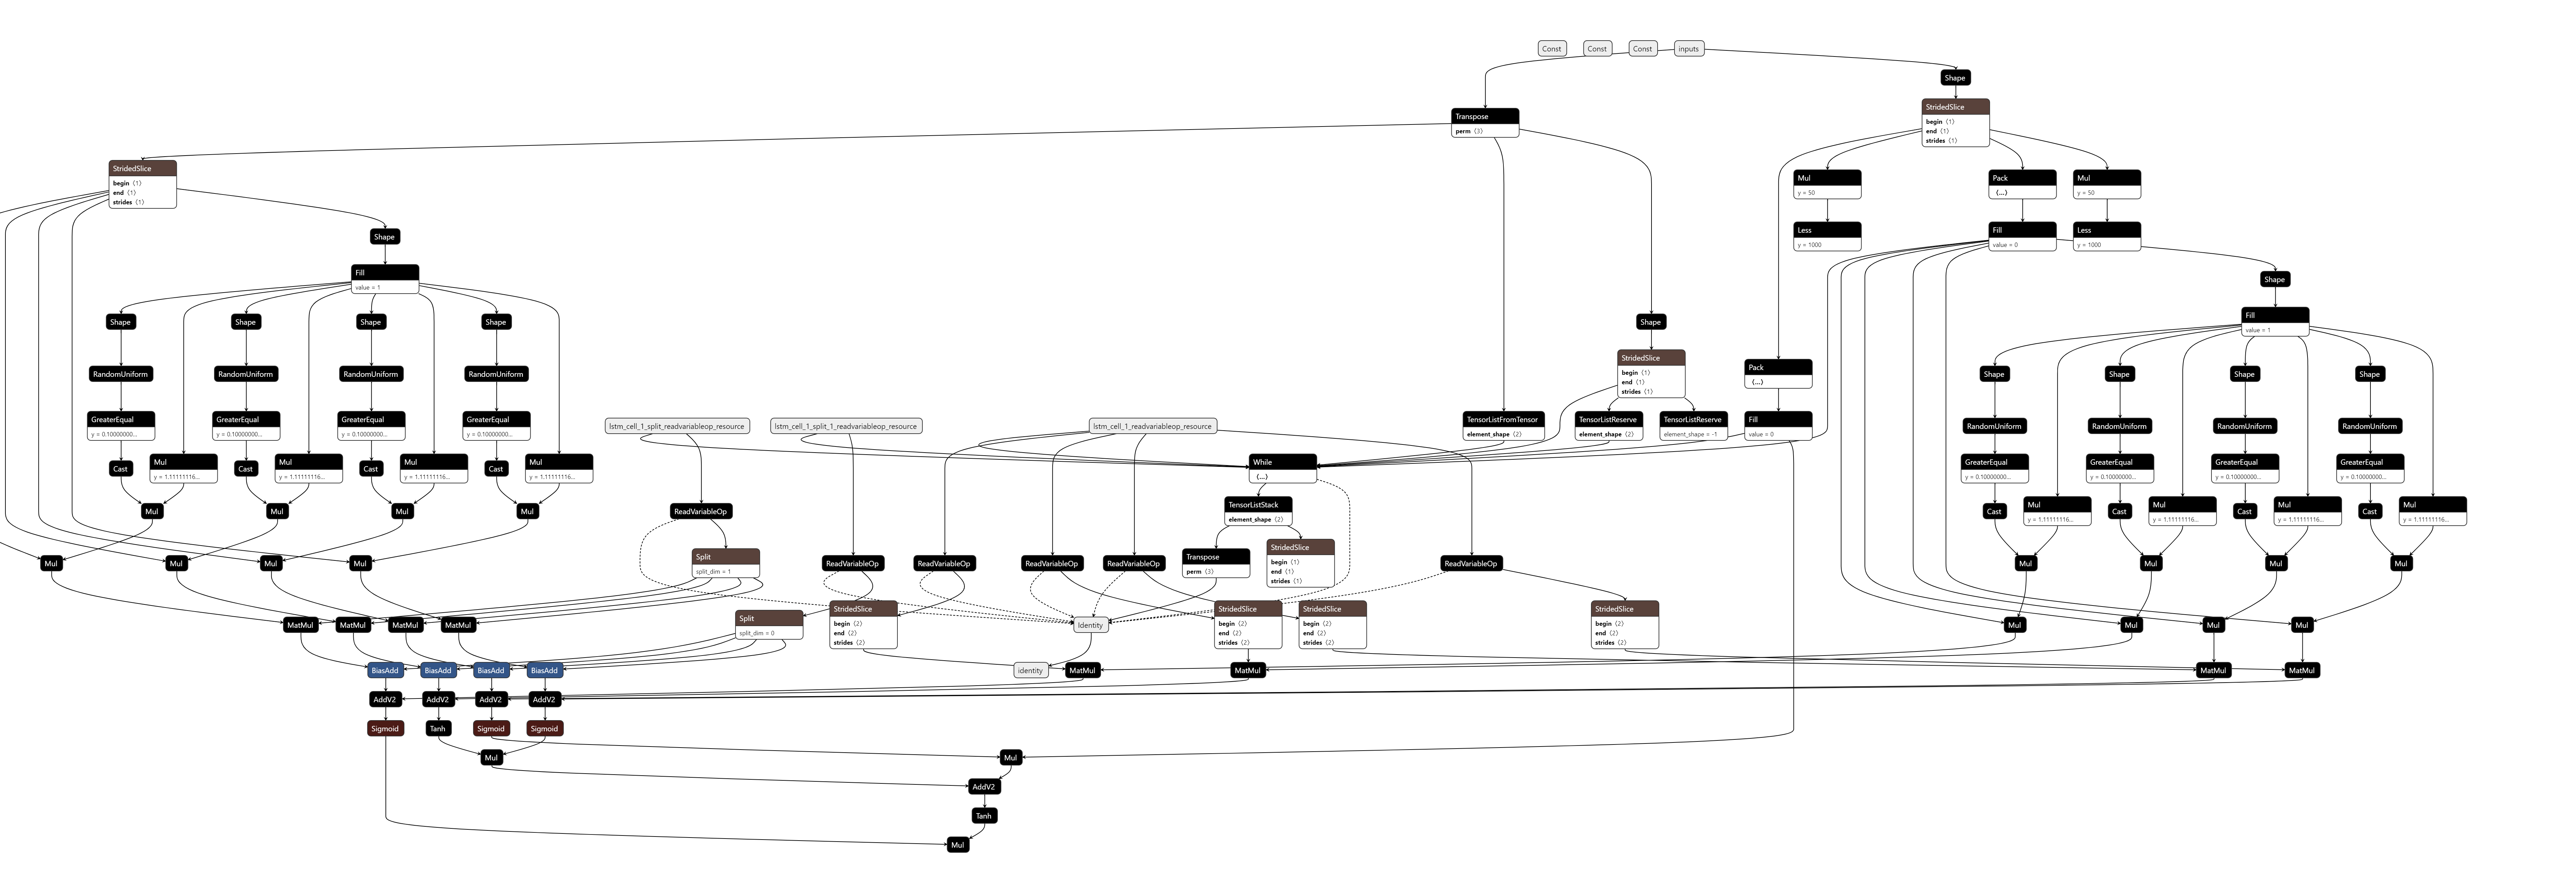 Const
Const
Const
inputs
Shape
StridedSlice
begin ⟨1⟩
end ⟨1⟩
strides ⟨1⟩
Transpose
perm ⟨3⟩
StridedSlice
begin ⟨1⟩
end ⟨1⟩
strides ⟨1⟩
Mul
y = 50
Pack
⟨...⟩
Mul
y = 50
Less
y = 1000
Fill
value = 0
Less
y = 1000
Shape
Fill
value = 1
Shape
Fill
value = 1
Shape
Shape
Shape
Shape
Shape
RandomUniform
RandomUniform
RandomUniform
RandomUniform
StridedSlice
begin ⟨1⟩
end ⟨1⟩
strides ⟨1⟩
Pack
⟨...⟩
Shape
Shape
Shape
Shape
GreaterEqual
y = 0.10000000...
GreaterEqual
y = 0.10000000...
GreaterEqual
y = 0.10000000...
GreaterEqual
y = 0.10000000...
lstm_cell_1_split_readvariableop_resource
lstm_cell_1_split_1_readvariableop_resource
lstm_cell_1_readvariableop_resource
TensorListFromTensor
element_shape ⟨2⟩
TensorListReserve
element_shape ⟨2⟩
TensorListReserve
element_shape = -1
Fill
value = 0
RandomUniform
RandomUniform
RandomUniform
RandomUniform
Cast
Mul
y = 1.11111116...
Cast
Mul
y = 1.11111116...
Cast
Mul
y = 1.11111116...
Cast
Mul
y = 1.11111116...
While
⟨...⟩
GreaterEqual
y = 0.10000000...
GreaterEqual
y = 0.10000000...
GreaterEqual
y = 0.10000000...
GreaterEqual
y = 0.10000000...
Mul
Mul
Mul
Mul
ReadVariableOp
TensorListStack
element_shape ⟨2⟩
Cast
Mul
y = 1.11111116...
Cast
Mul
y = 1.11111116...
Cast
Mul
y = 1.11111116...
Cast
Mul
y = 1.11111116...
Mul
Mul
Mul
Mul
Split
split_dim = 1
ReadVariableOp
ReadVariableOp
ReadVariableOp
ReadVariableOp
Transpose
perm ⟨3⟩
StridedSlice
begin ⟨1⟩
end ⟨1⟩
strides ⟨1⟩
ReadVariableOp
Mul
Mul
Mul
Mul
MatMul
MatMul
MatMul
MatMul
Split
split_dim = 0
StridedSlice
begin ⟨2⟩
end ⟨2⟩
strides ⟨2⟩
Identity
StridedSlice
begin ⟨2⟩
end ⟨2⟩
strides ⟨2⟩
StridedSlice
begin ⟨2⟩
end ⟨2⟩
strides ⟨2⟩
StridedSlice
begin ⟨2⟩
end ⟨2⟩
strides ⟨2⟩
Mul
Mul
Mul
Mul
BiasAdd
BiasAdd
BiasAdd
BiasAdd
identity
MatMul
MatMul
MatMul
MatMul
AddV2
AddV2
AddV2
AddV2
Sigmoid
Tanh
Sigmoid
Sigmoid
Mul
Mul
AddV2
Tanh
Mul